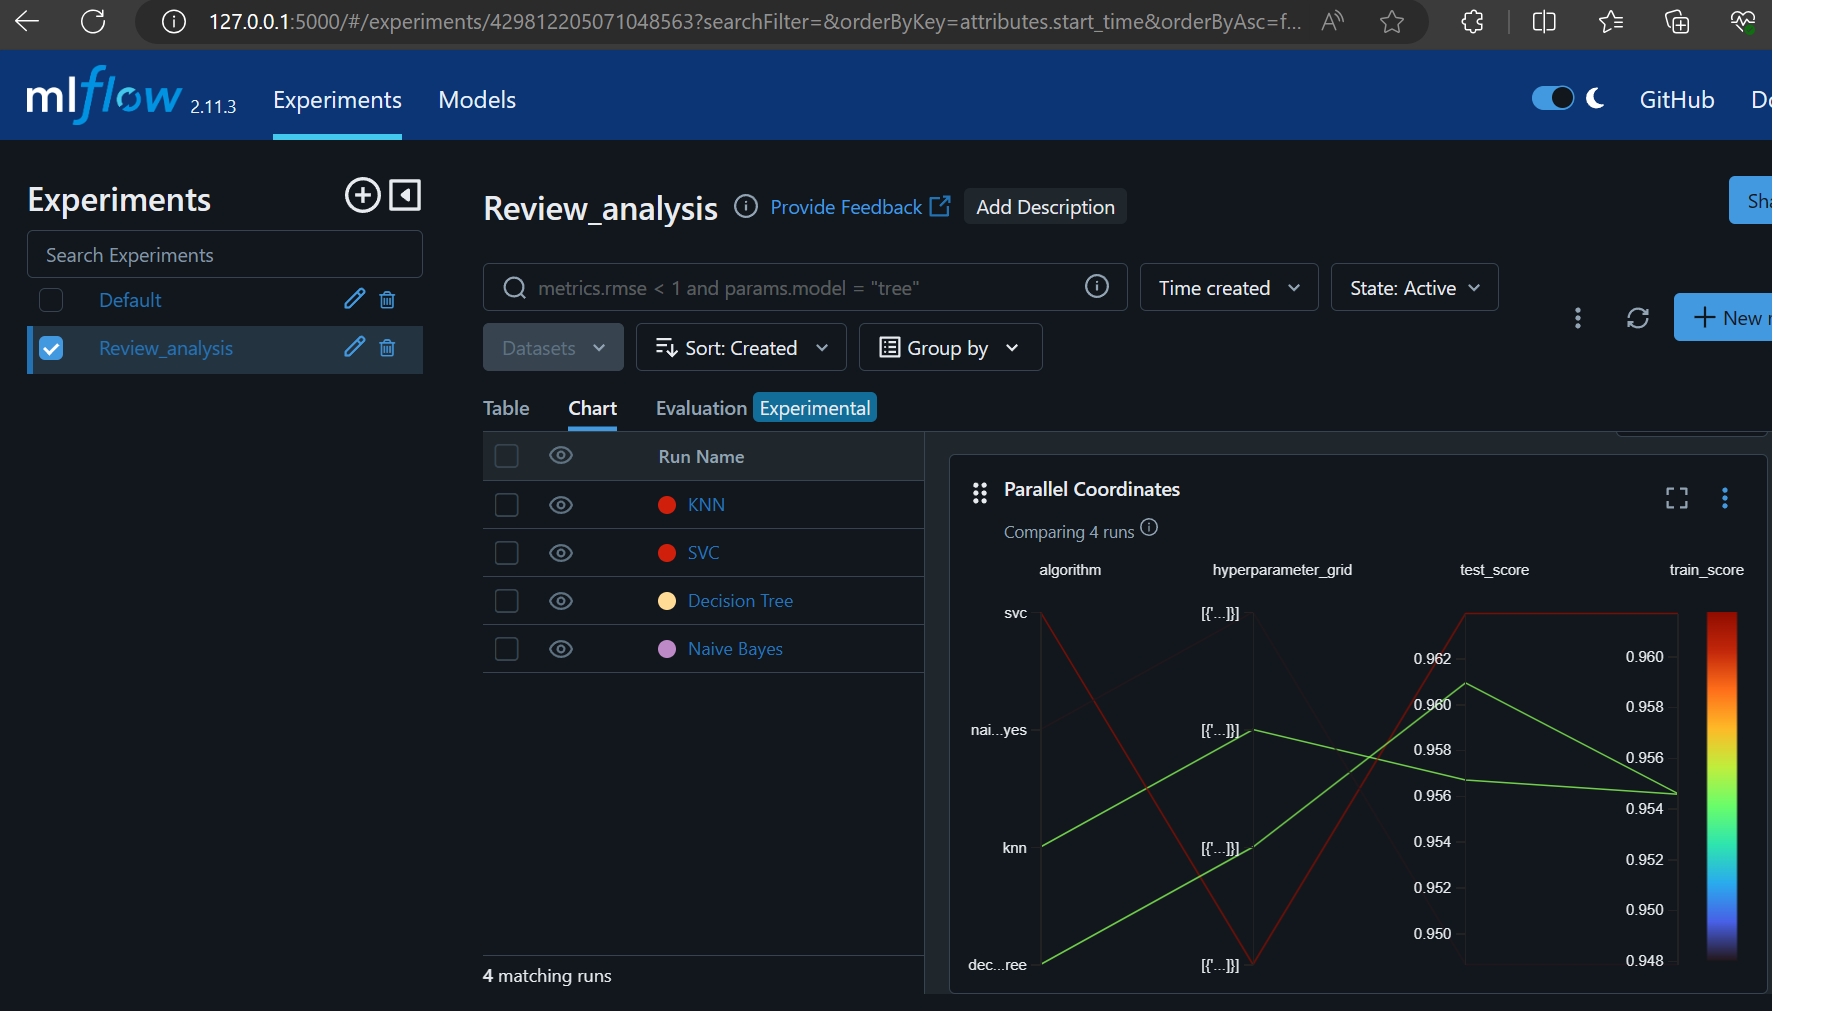 127.0.0.1:5000/#/experiments/429812205071048563?searchFilter=&orderByKey=attributes.start_time&orderByAsc=f...
mlflow 2.11.3 Experiments Models GitHub
Experiments
Search Experiments
Default
Review_analysis
Review_analysis Provide Feedback Add Description
Sha
metrics.rmse < 1 and params.model = "tree" Time created State: Active
New
Datasets Sort: Created Group by
Table Chart Evaluation Experimental
Run Name
KNN
SVC
Decision Tree
Naive Bayes
4 matching runs
Parallel Coordinates
Comparing 4 runs
algorithm hyperparameter_grid test_score train_score
svc
nai...yes
knn
dec...ree
[{'...]}]
[{'...]}]
[{'...]}]
[{'...]}]
0.962
0.960
0.958
0.956
0.954
0.952
0.950
0.960
0.958
0.956
0.954
0.952
0.950
0.948